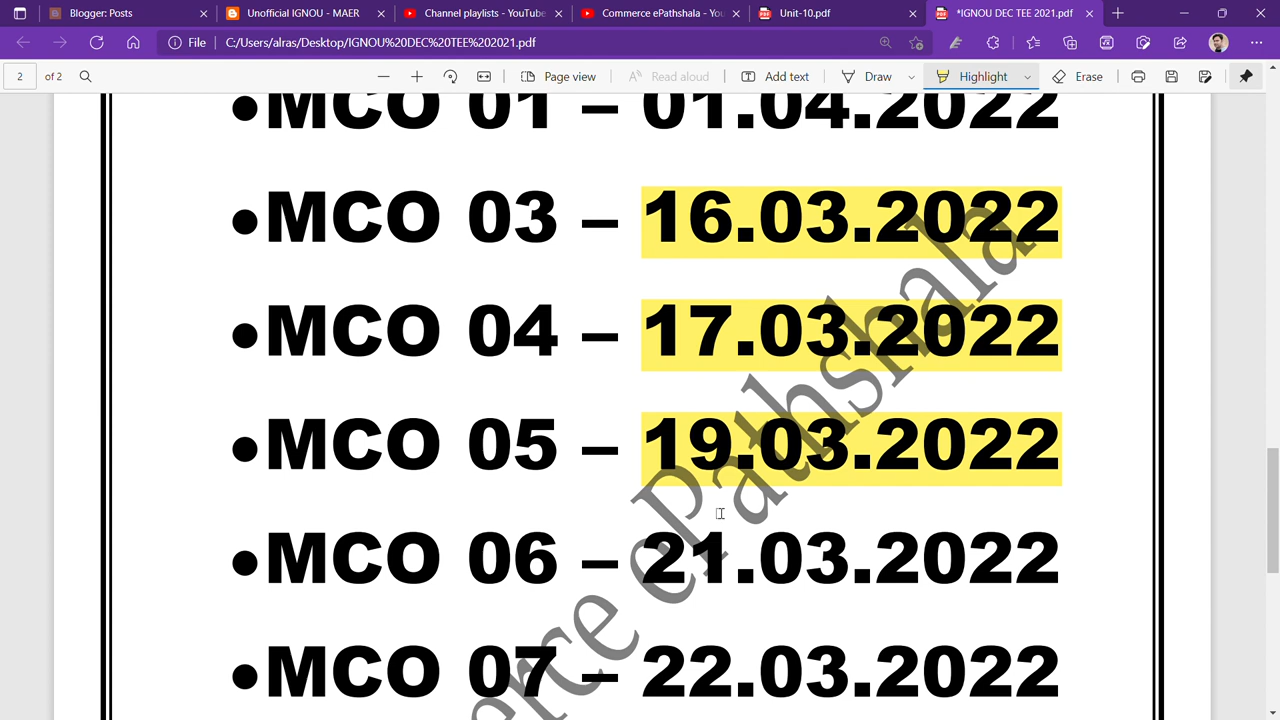 Blogger: Posts
Unofficial IGNOU - MAER
Channel playlists - YouTube
Commerce ePathshala - You
Unit-10.pdf
*IGNOU DEC TEE 2021.pdf
File C:/Users/alras/Desktop/IGNOU%20DEC%20TEE%202021.pdf
2 of 2 Page view Read aloud Add text Draw Highlight Erase
•MCO 01 – 01.04.2022
•MCO 03 – 16.03.2022
•MCO 04 – 17.03.2022
•MCO 05 – 19.03.2022
•MCO 06 – 21.03.2022
•MCO 07 – 22.03.2022
erce ePathshala